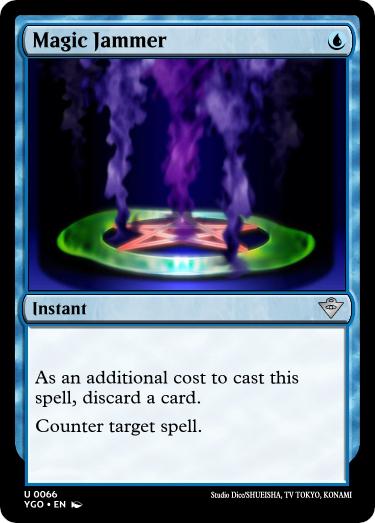 Magic Jammer
Instant
As an additional cost to cast this
spell, discard a card.
Counter target spell.
U 0066
YGO • EN
Studio Dice/SHUEISHA, TV TOKYO, KONAMI